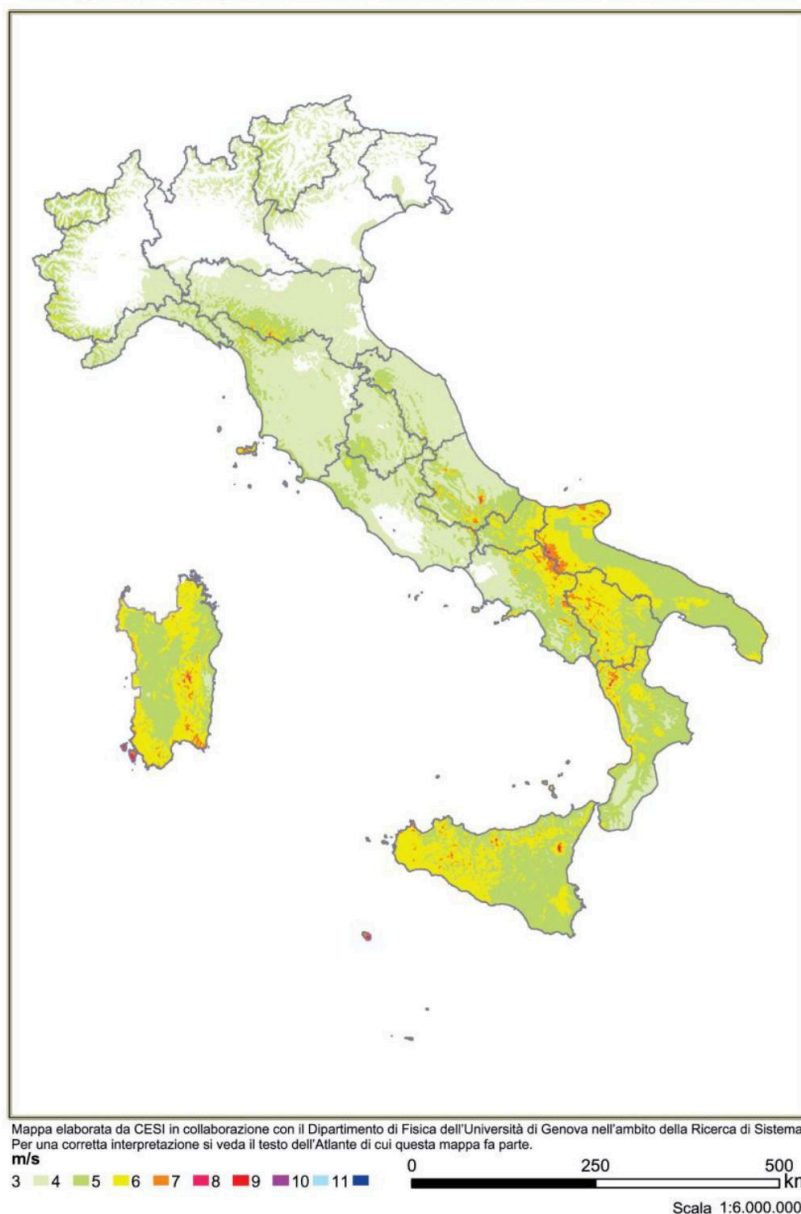 Mappa elaborata da CESI in collaborazione con il Dipartimento di Fisica dell'Università di Genova nell'ambito della Ricerca di Sistema
Per una corretta interpretazione si veda il testo dell'Atlante di cui questa mappa fa parte.
m/s
3 4 5 6 7 8 9 10 11
0 250 500
km
Scala 1:6.000.000